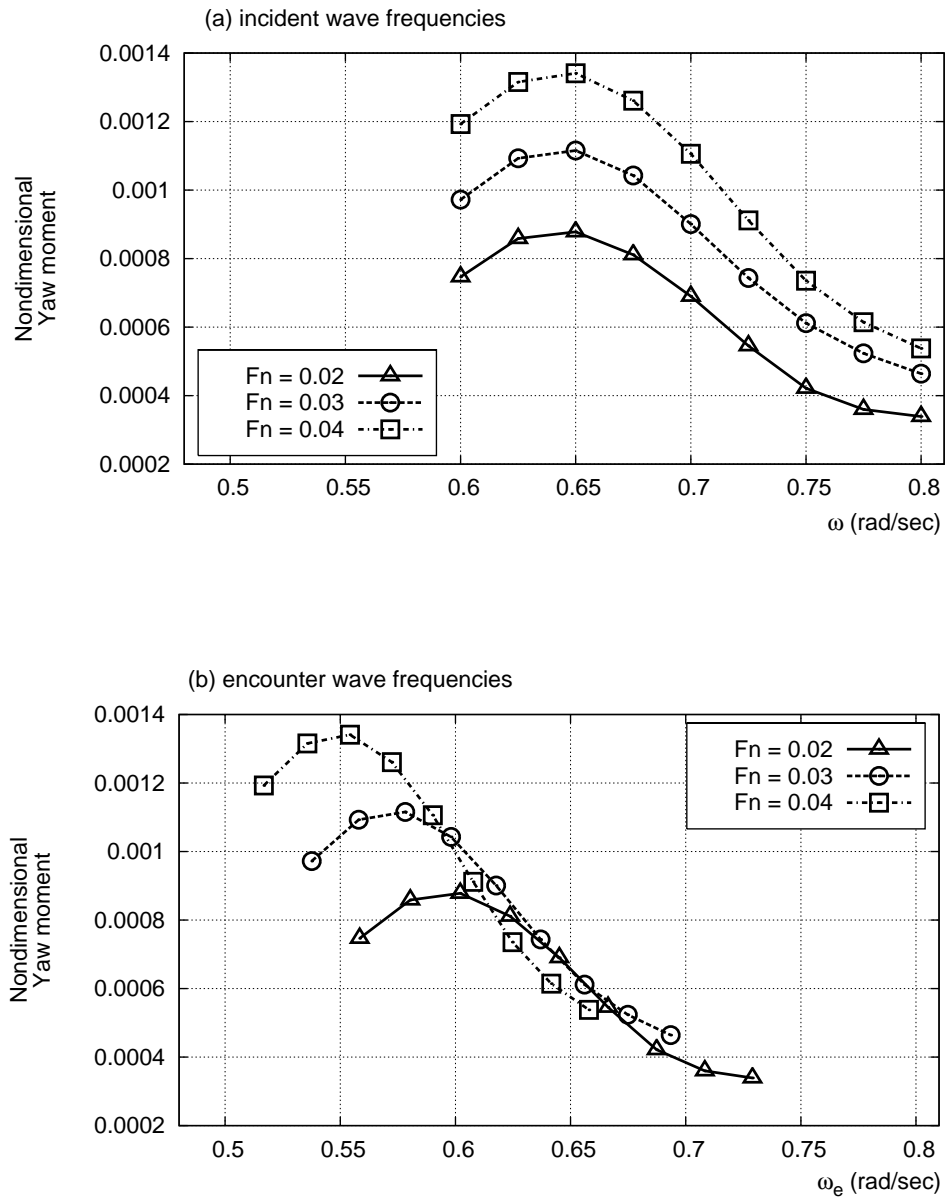 (a) incident wave frequencies
0.0014
0.0012
0.001
0.0008
0.0006
0.0004
0.0002
Nondimensional
Yaw moment
Fn = 0.02
Fn = 0.03
Fn = 0.04
0.5 0.55 0.6 0.65 0.7 0.75 0.8
ω (rad/sec)
(b) encounter wave frequencies
0.0014
0.0012
0.001
0.0008
0.0006
0.0004
0.0002
Nondimensional
Yaw moment
Fn = 0.02
Fn = 0.03
Fn = 0.04
0.5 0.55 0.6 0.65 0.7 0.75 0.8
ωe (rad/sec)